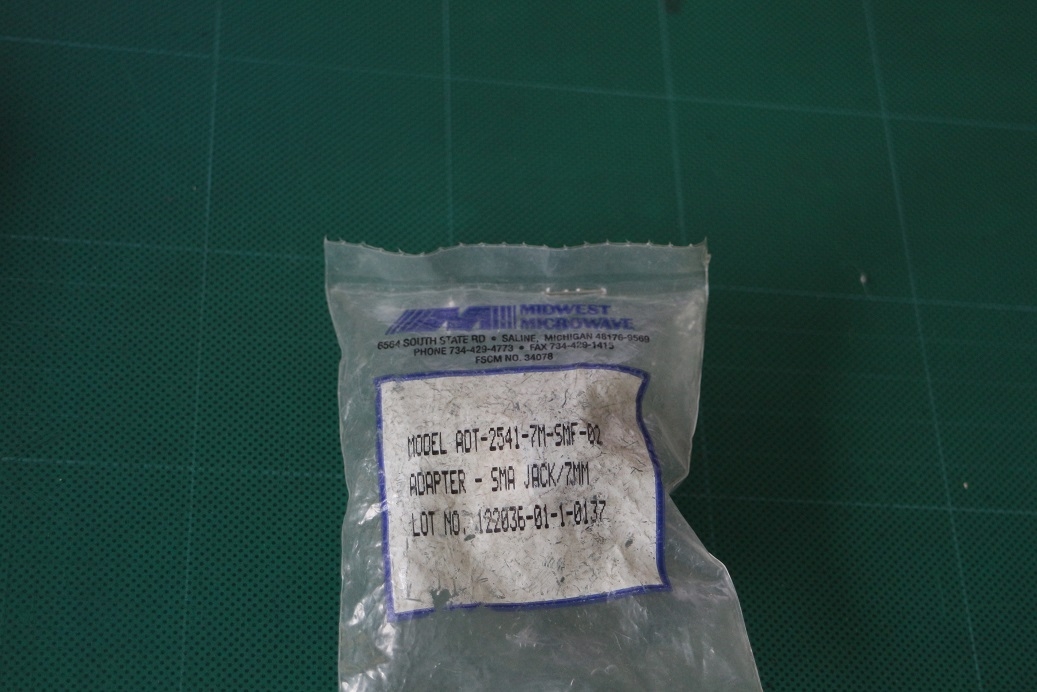 MIDWEST
MICROWAVE
6564 SOUTH STATE RD • SALINE, MICHIGAN 48176-9569
PHONE 734-429-4773 • FAX 734-429-1415
FSCM NO. 34078
MODEL ADT-2541-7M-SMF-02
ADAPTER - SMA JACK/7MM
LOT NO. 122036-01-1-0137